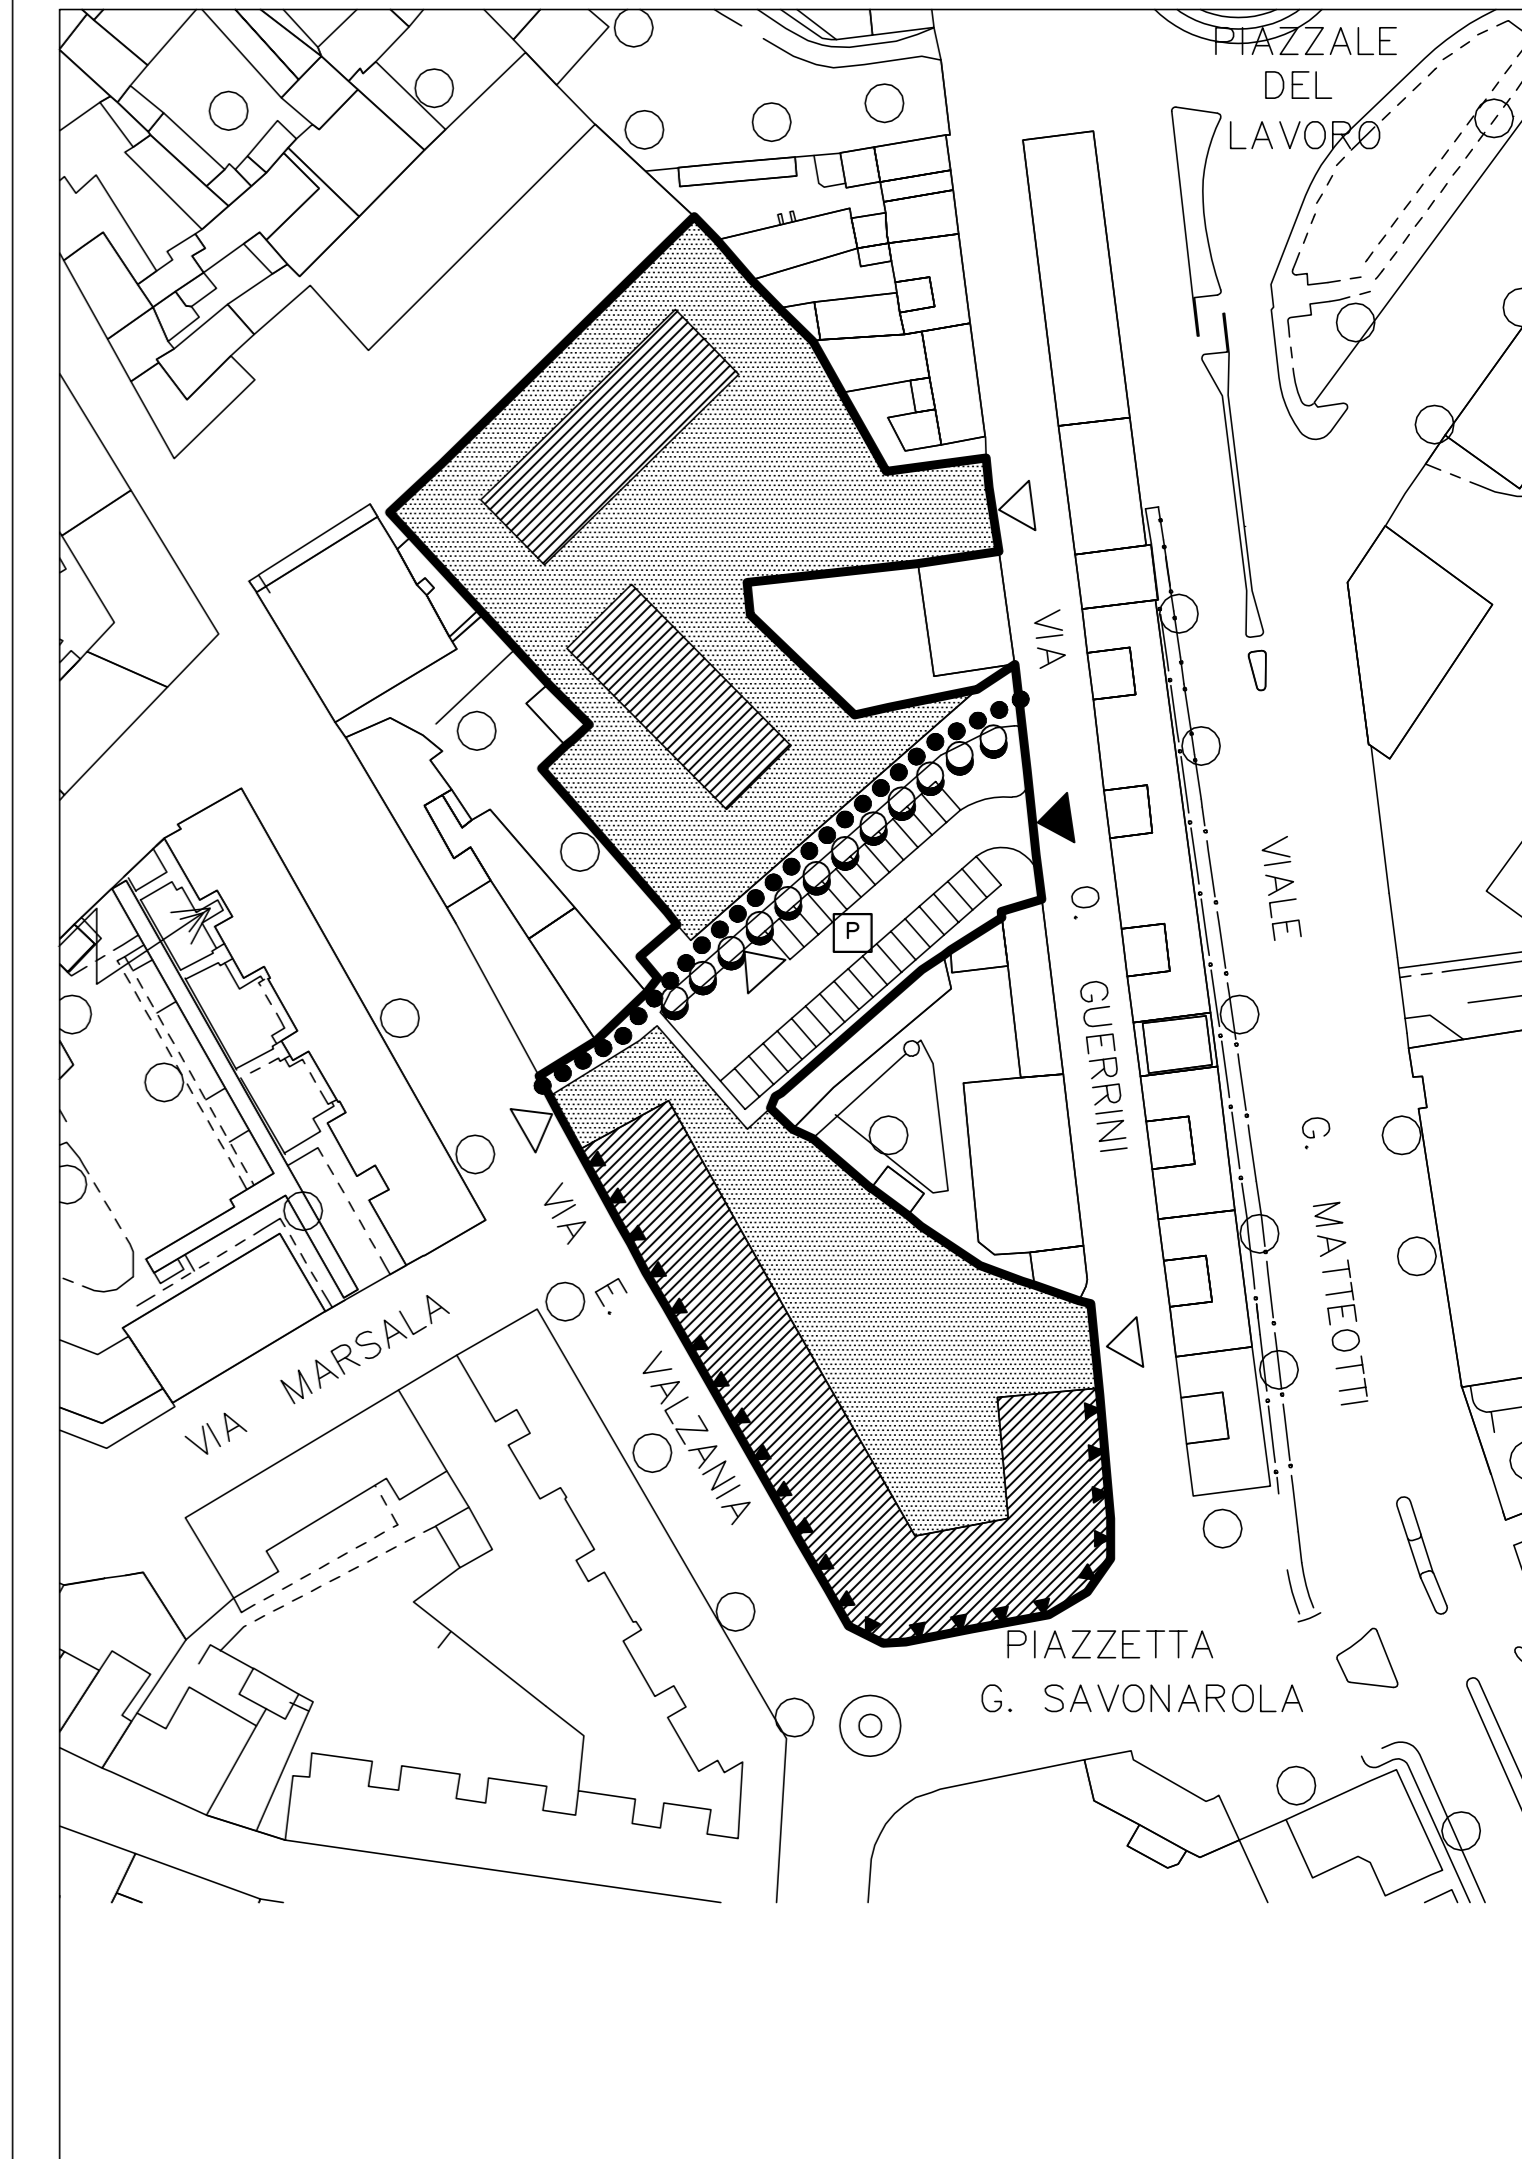 PIAZZALE
DEL
LAVORO
VIA
O.
GUERRINI
VIALE
G.
MATTEOTTI
P
VIA
E.
VALZANIA
VIA MARSALA
PIAZZETTA
G. SAVONAROLA